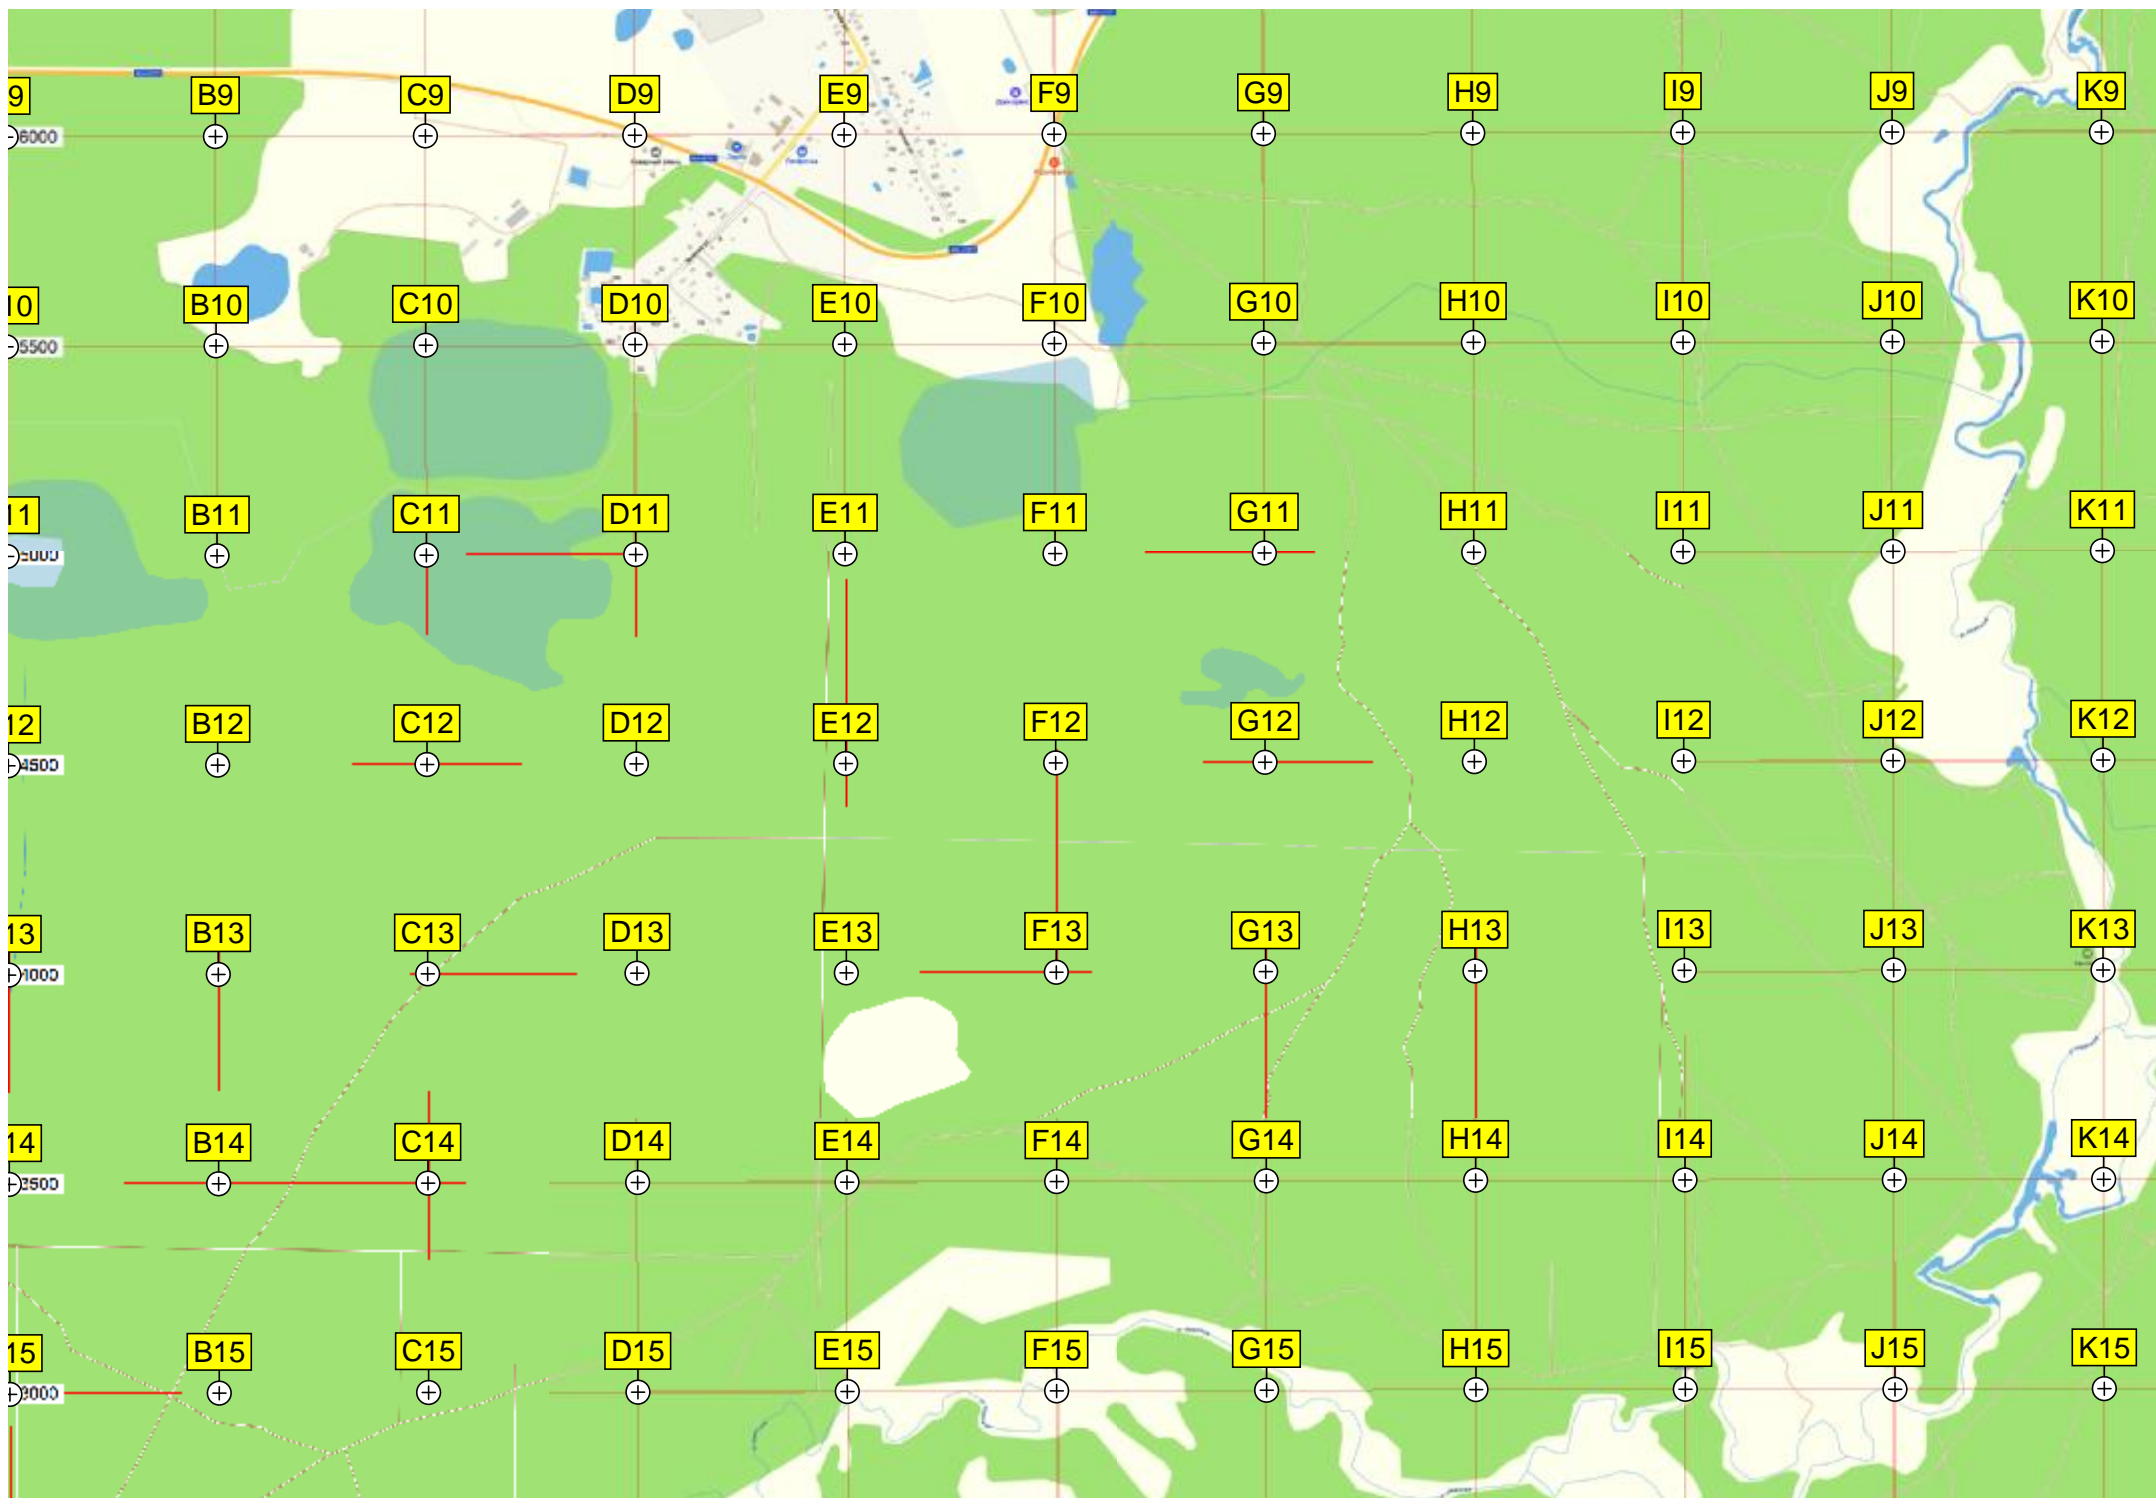 9 B9 C9 D9 E9 F9 G9 H9 I9 J9 K9
6000
10 B10 C10 D10 E10 F10 G10 H10 I10 J10 K10
5500
11 B11 C11 D11 E11 F11 G11 H11 I11 J11 K11
12 B12 C12 D12 E12 F12 G12 H12 I12 J12 K12
4500
13 B13 C13 D13 E13 F13 G13 H13 I13 J13 K13
14 B14 C14 D14 E14 F14 G14 H14 I14 J14 K14
15 B15 C15 D15 E15 F15 G15 H15 I15 J15 K15